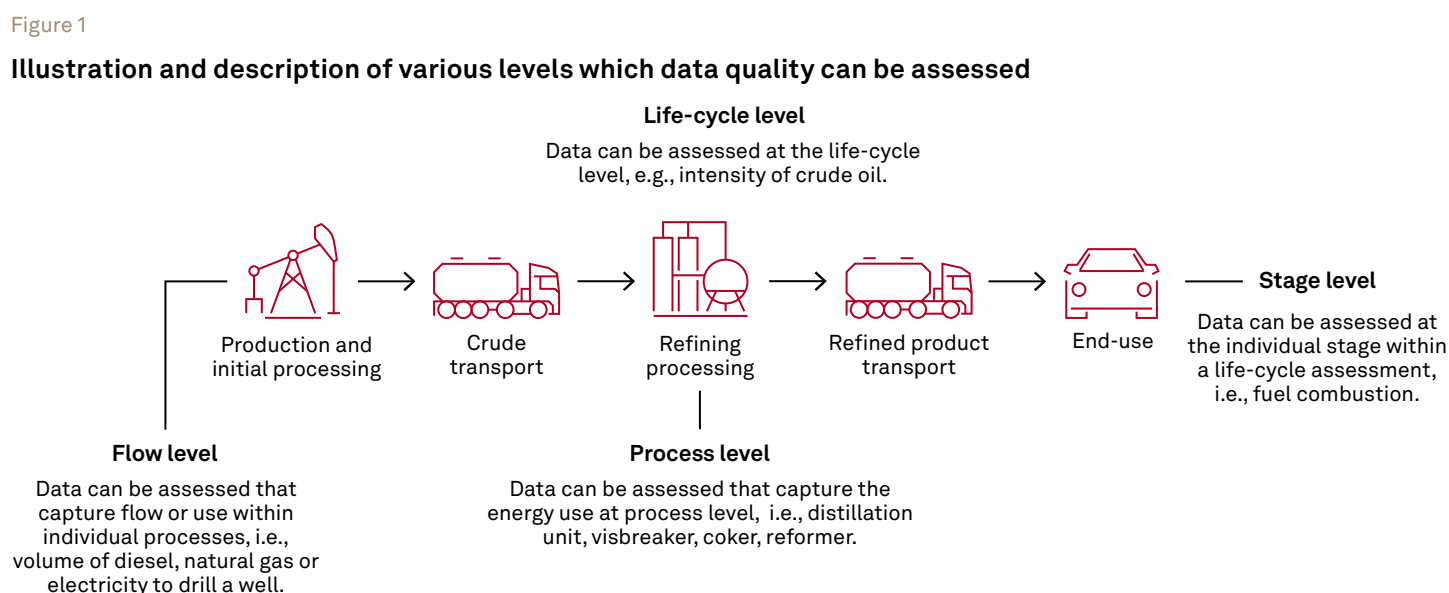 Figure 1
Illustration and description of various levels which data quality can be assessed
Life-cycle level
Data can be assessed at the life-cycle
level, e.g., intensity of crude oil.
Production and
initial processing
Crude
transport
Refining
processing
Refined product
transport
End-use
Stage level
Data can be assessed at
the individual stage within
a life-cycle assessment,
i.e., fuel combustion.
Flow level
Data can be assessed that
capture flow or use within
individual processes, i.e.,
volume of diesel, natural gas or
electricity to drill a well.
Process level
Data can be assessed that capture the
energy use at process level, i.e., distillation
unit, visbreaker, coker, reformer.